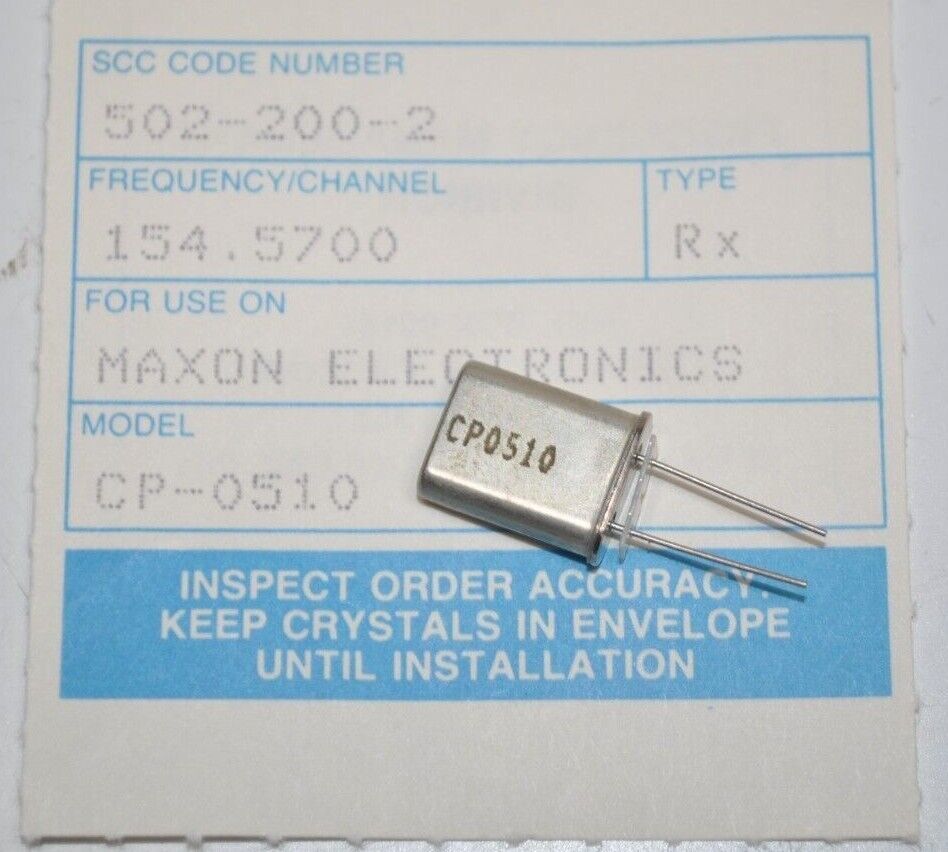 SCC CODE NUMBER
502-200-2
FREQUENCY/CHANNEL
TYPE
154.5700
Rx
FOR USE ON
MAXON ELECTRONICS
MODEL
CP-0510
CP0510
INSPECT ORDER ACCURACY.
KEEP CRYSTALS IN ENVELOPE
UNTIL INSTALLATION